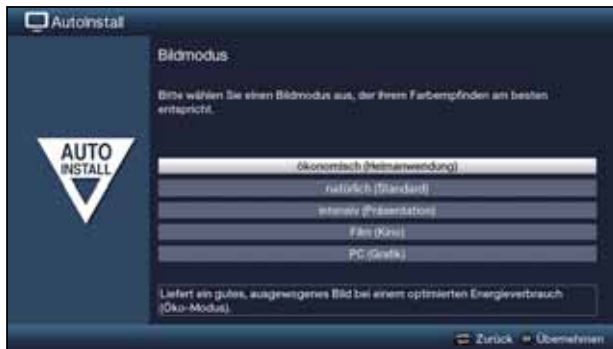 AutoInstall
Bildmodus
Bitte wählen Sie einen Bildmodus aus, der Ihrem Farbempfinden am besten
entspricht.
AUTO
INSTALL
ökonomisch (Heimanwendung)
natürlich (Standard)
intensiv (Präsentation)
Film (Kino)
PC (Grafik)
Liefert ein gutes, ausgewogenes Bild bei einem optimierten Energieverbrauch
(Öko-Modus).
Zurück Übernehmen